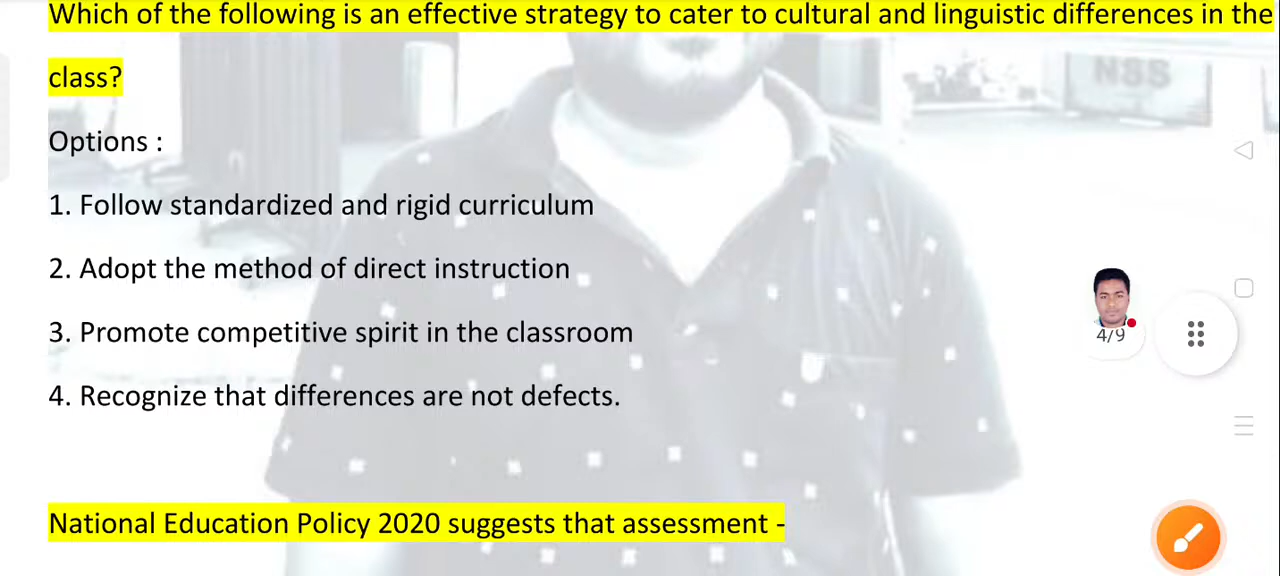 Which of the following is an effective strategy to cater to cultural and linguistic differences in the
class?
NSS
Options :
1. Follow standardized and rigid curriculum
2. Adopt the method of direct instruction
3. Promote competitive spirit in the classroom
4/9
4. Recognize that differences are not defects.
National Education Policy 2020 suggests that assessment -